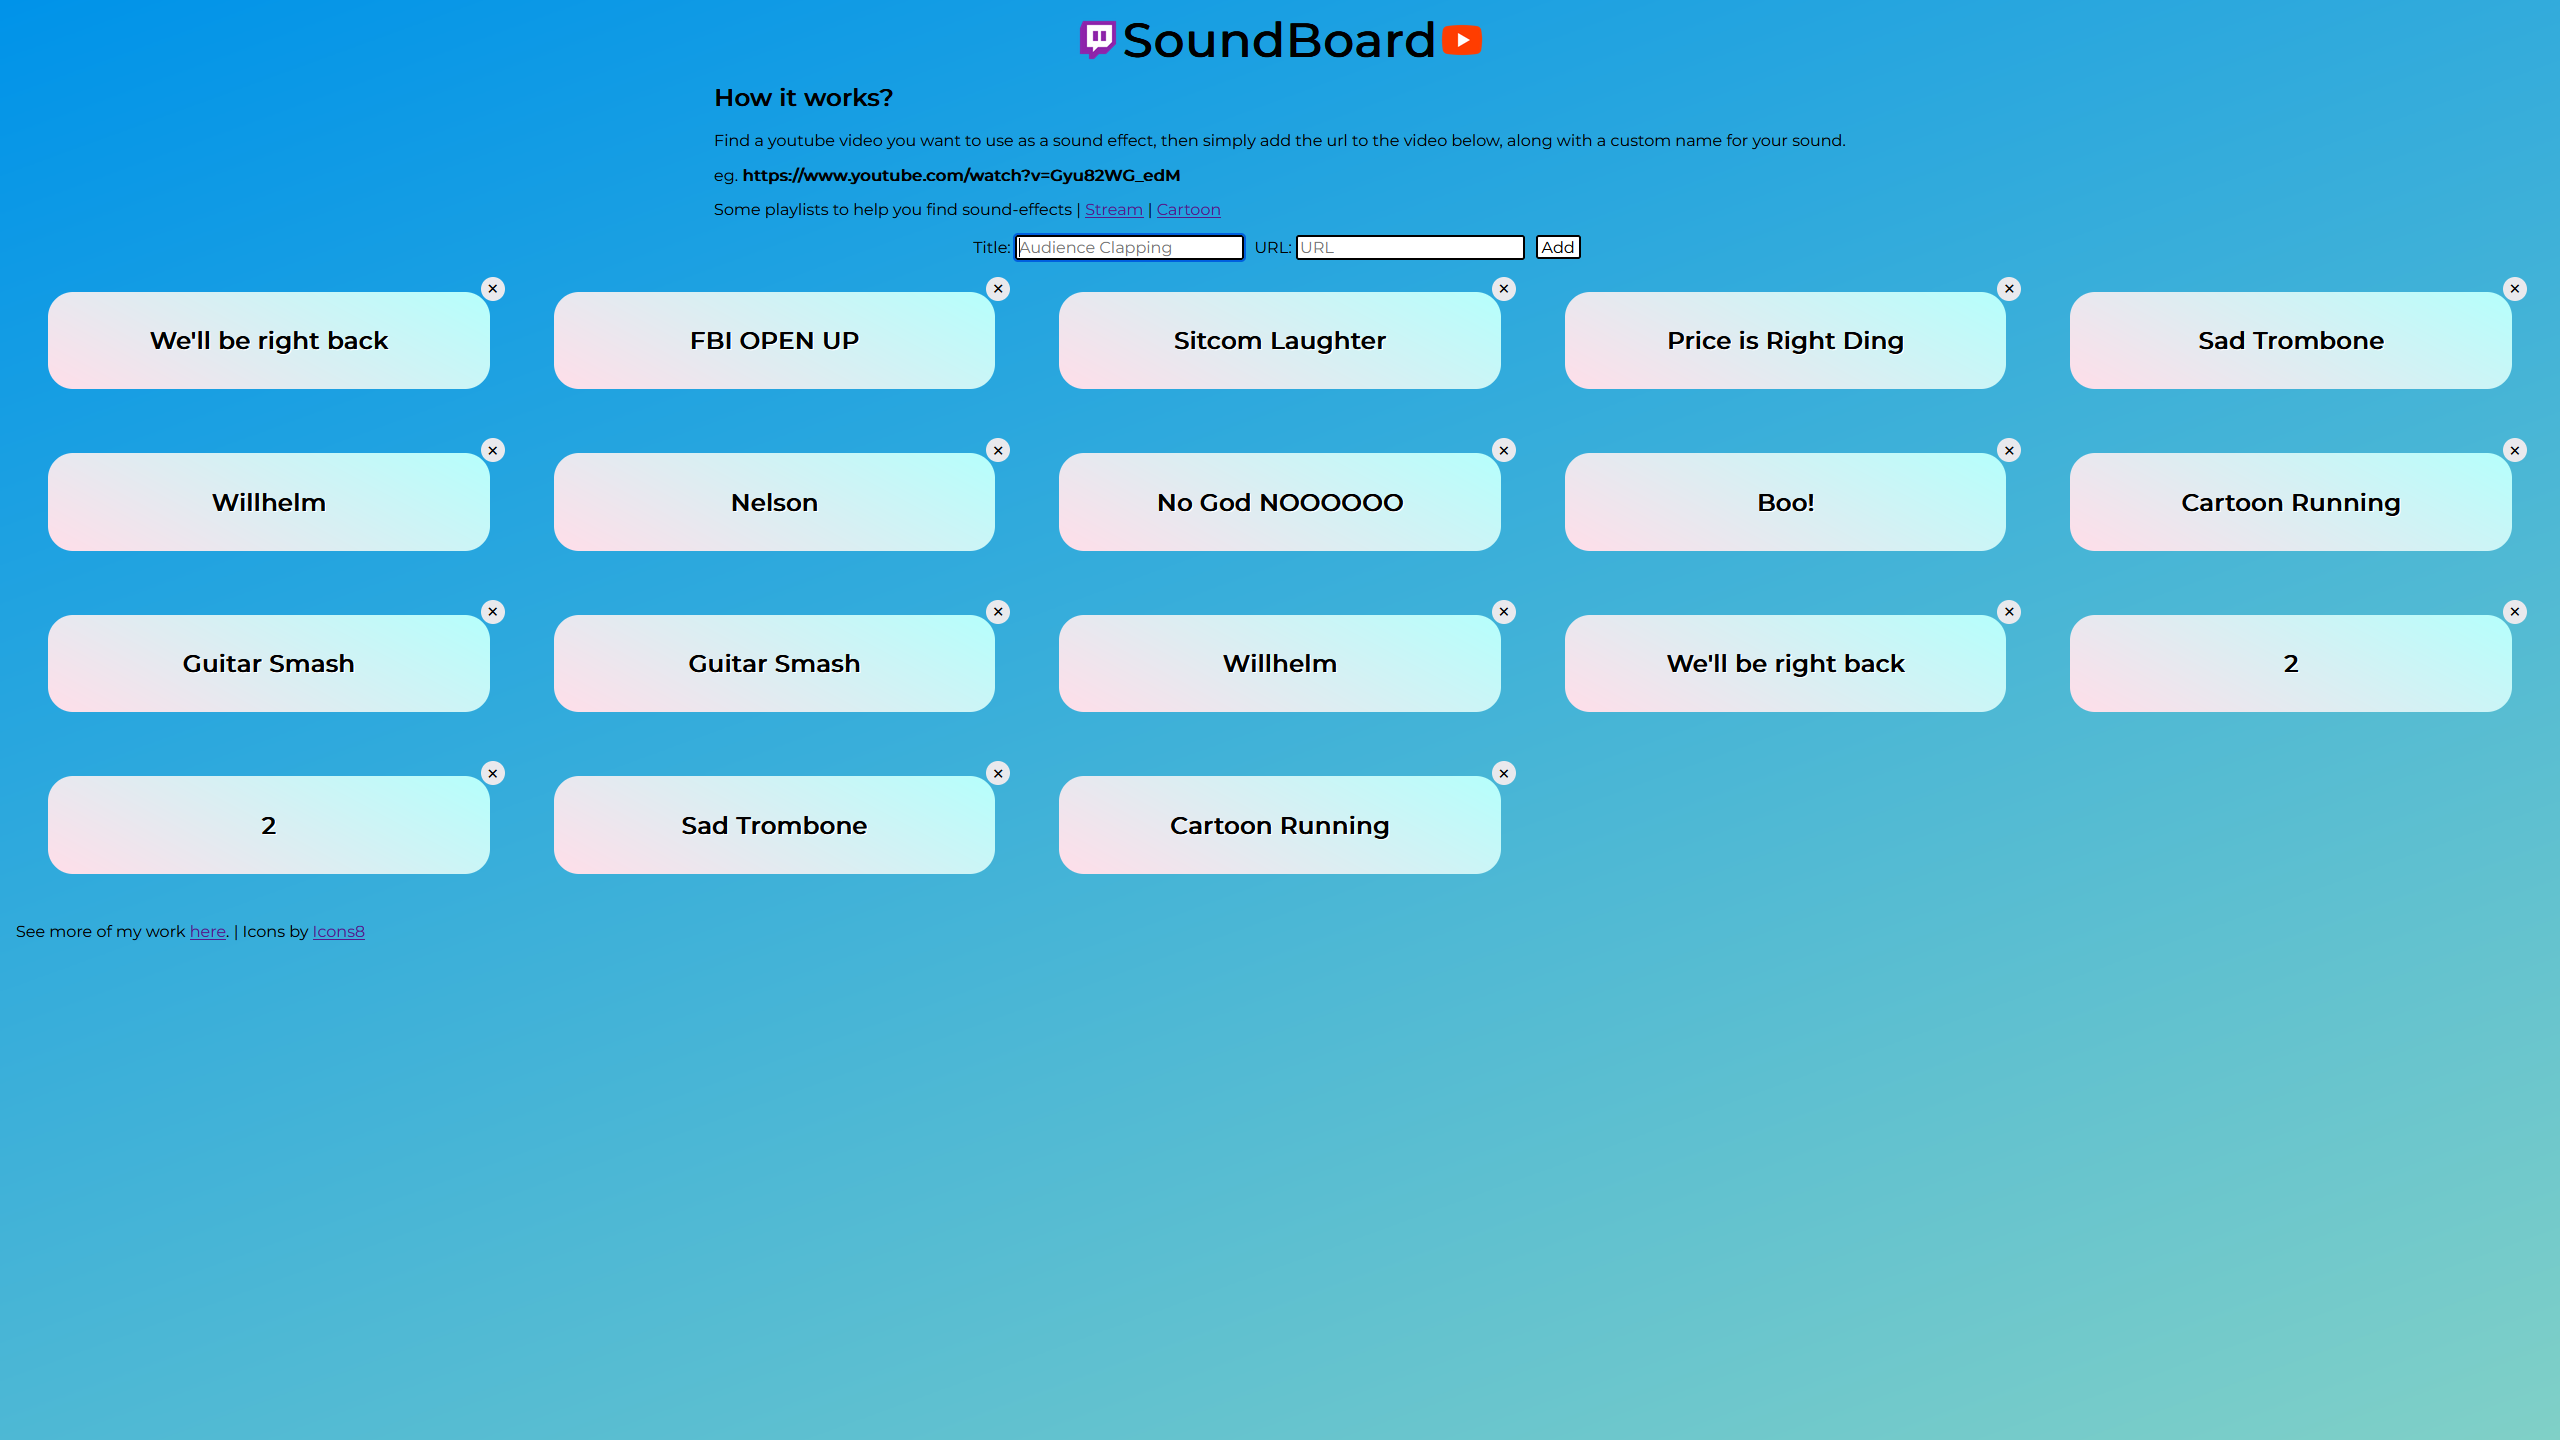 SoundBoard
How it works?
Find a youtube video you want to use as a sound effect, then simply add the url to the video below, along with a custom name for your sound.
eg. https://www.youtube.com/watch?v=Gyu82WG_edM
Some playlists to help you find sound-effects | Stream | Cartoon
Title: Audience Clapping URL: URL Add
We'll be right back
FBI OPEN UP
Sitcom Laughter
Price is Right Ding
Sad Trombone
Willhelm
Nelson
No God NOOOOOO
Boo!
Cartoon Running
Guitar Smash
Guitar Smash
Willhelm
We'll be right back
2
2
Sad Trombone
Cartoon Running
See more of my work here. | Icons by Icons8